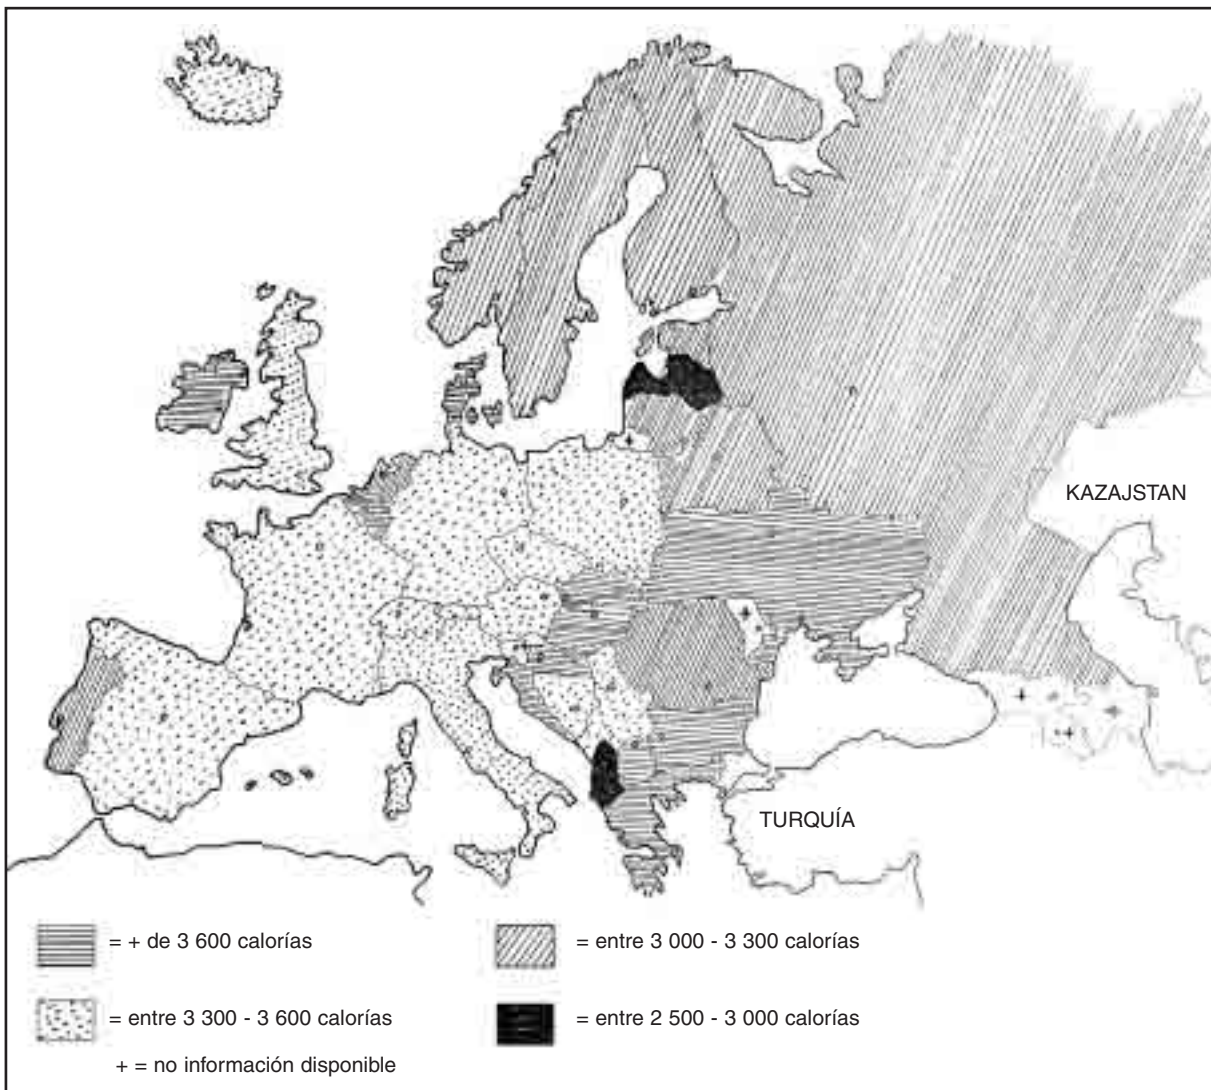 KAZAJSTAN
TURQUÍA
= + de 3 600 calorías
= entre 3 000 - 3 300 calorías
= entre 3 300 - 3 600 calorías
= entre 2 500 - 3 000 calorías
+ = no información disponible